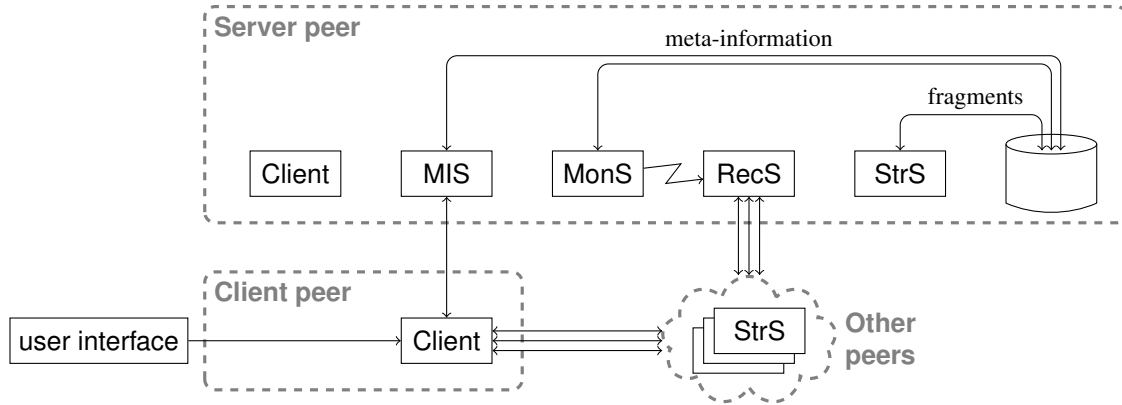 Server peer
meta-information
fragments
Client
MIS
MonS
RecS
StrS
Client peer
user interface
Client
StrS
Other
peers